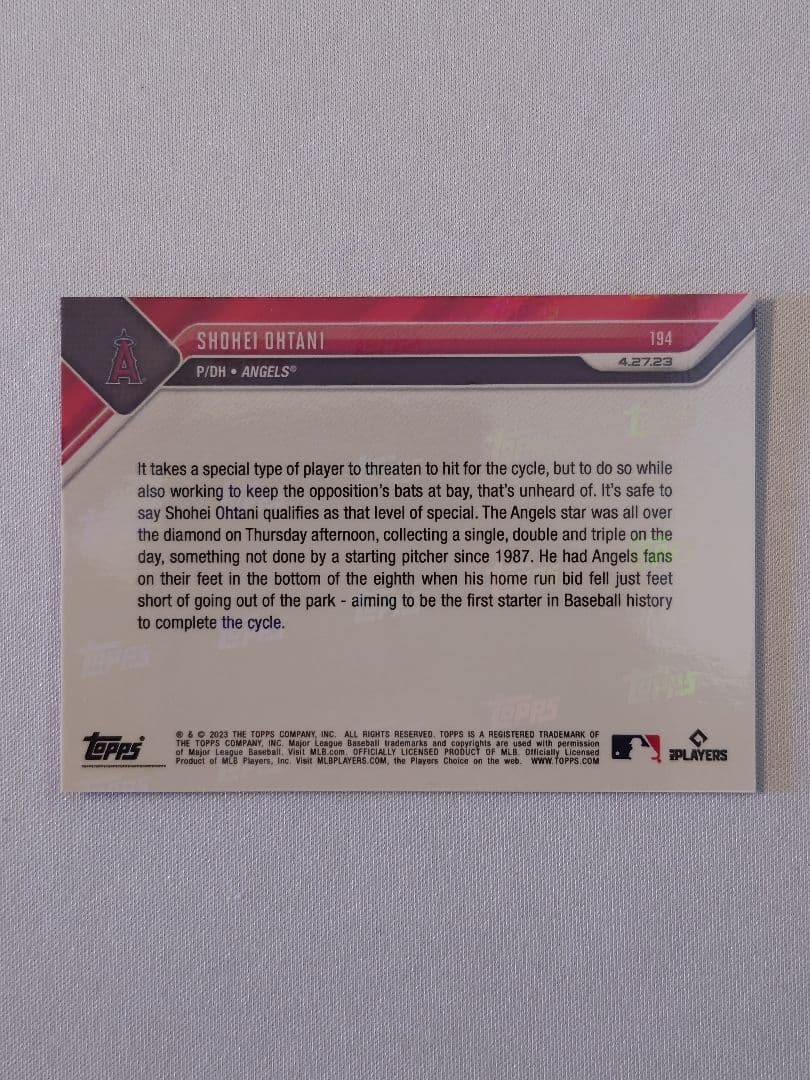 SHOHEI OHTANI
194
4.27.23
A
P/DH • ANGELS®
It takes a special type of player to threaten to hit for the cycle, but to do so while
also working to keep the opposition's bats at bay, that's unheard of. It's safe to
say Shohei Ohtani qualifies as that level of special. The Angels star was all over
the diamond on Thursday afternoon, collecting a single, double and triple on the
day, something not done by a starting pitcher since 1987. He had Angels fans
on their feet in the bottom of the eighth when his home run bid fell just feet
short of going out of the park - aiming to be the first starter in Baseball history
to complete the cycle.
Topps
® & © 2023 THE TOPPS COMPANY, INC. ALL RIGHTS RESERVED. TOPPS IS A REGISTERED TRADEMARK OF
THE TOPPS COMPANY, INC. Major League Baseball trademarks and copyrights are used with permission
of Major League Baseball. Visit MLB.com. OFFICIALLY LICENSED PRODUCT OF MLB. Officially Licensed
Product of MLB Players, Inc. Visit MLBPLAYERS.COM, the Players Choice on the web. WWW.TOPPS.COM
MLB PLAYERS